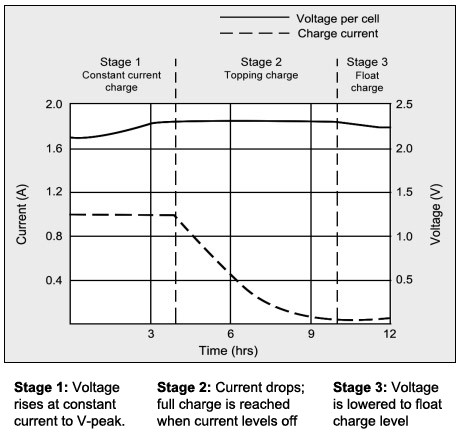 Voltage per cell
Charge current
Stage 1
Constant current
charge
Stage 2
Topping charge
Stage 3
Float
charge
2.0
1.6
1.2
0.8
0.4
Current (A)
2.5
2.0
1.5
1.0
0.5
Voltage (V)
3
6
9
12
Time (hrs)
Stage 1: Voltage
rises at constant
current to V-peak.
Stage 2: Current drops;
full charge is reached
when current levels off
Stage 3: Voltage
is lowered to float
charge level